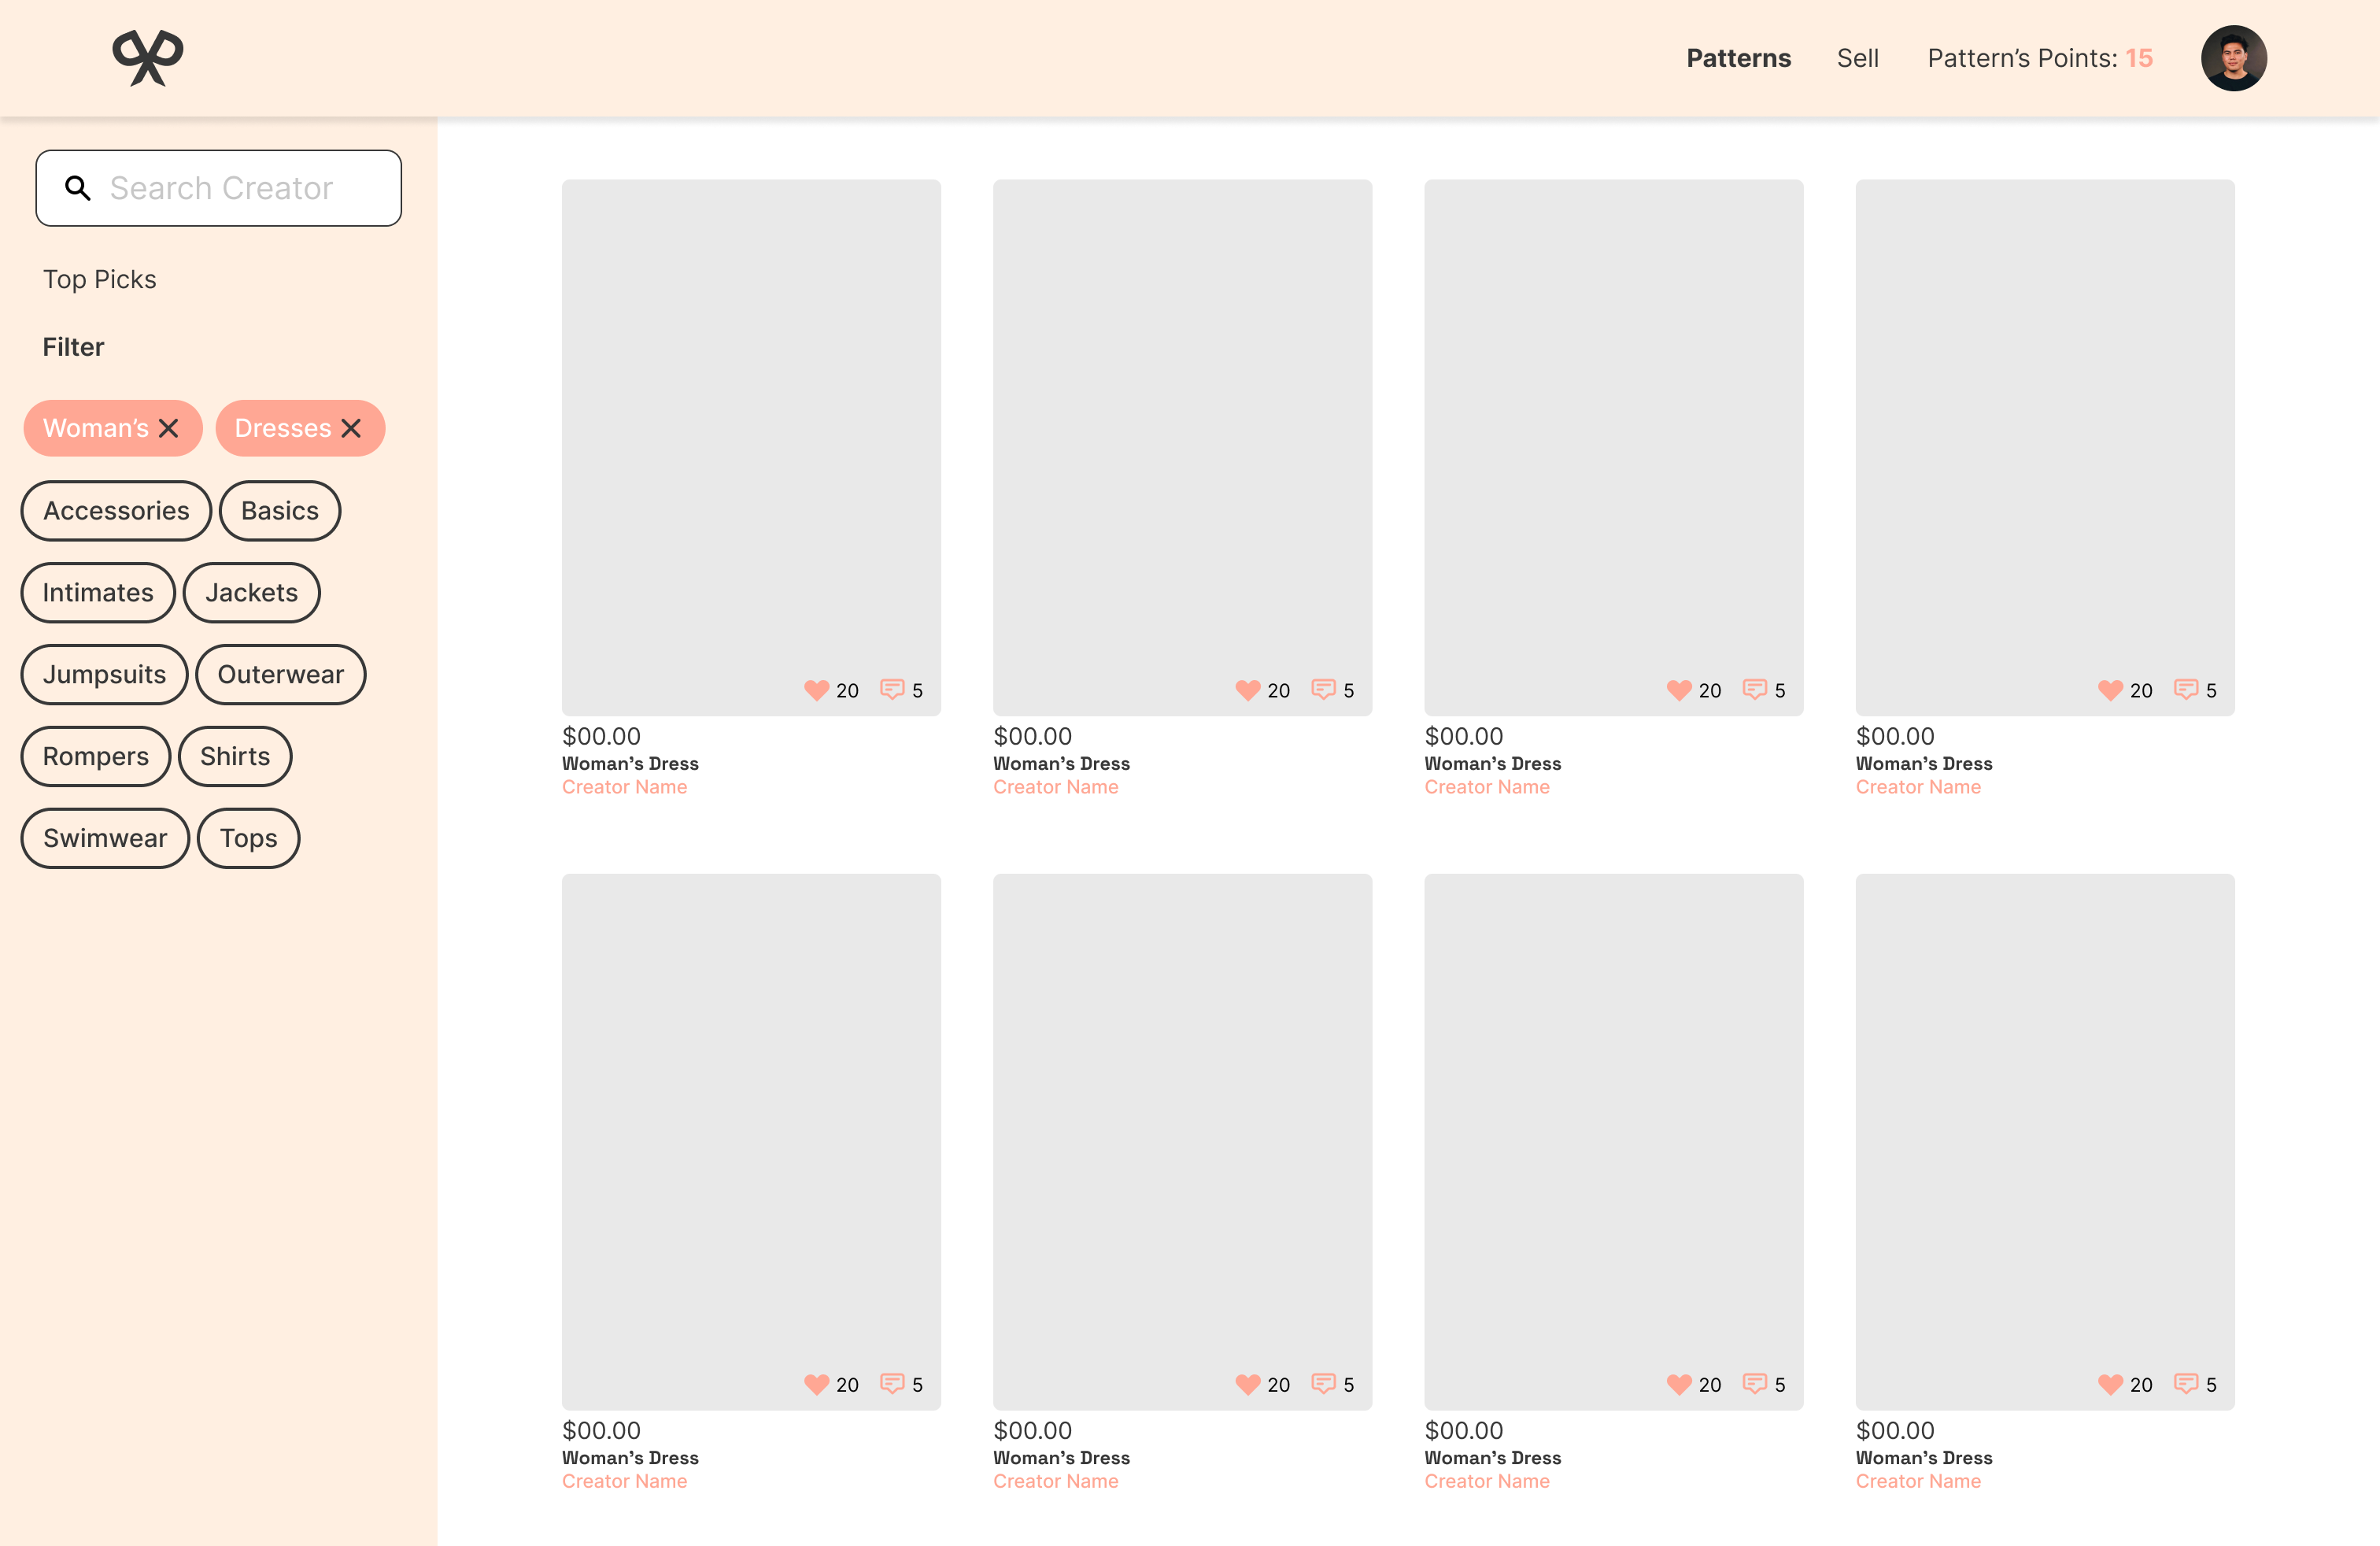 Patterns Sell Pattern’s Points: 15
Search Creator
Top Picks
Filter
Woman’s Dresses
Accessories Basics
Intimates Jackets
Jumpsuits Outerwear
Rompers Shirts
Swimwear Tops
20 5 20 5 20 5 20 5
$00.00 $00.00 $00.00 $00.00
Woman’s Dress Woman’s Dress Woman’s Dress Woman’s Dress
Creator Name Creator Name Creator Name Creator Name
20 5 20 5 20 5 20 5
$00.00 $00.00 $00.00 $00.00
Woman’s Dress Woman’s Dress Woman’s Dress Woman’s Dress
Creator Name Creator Name Creator Name Creator Name